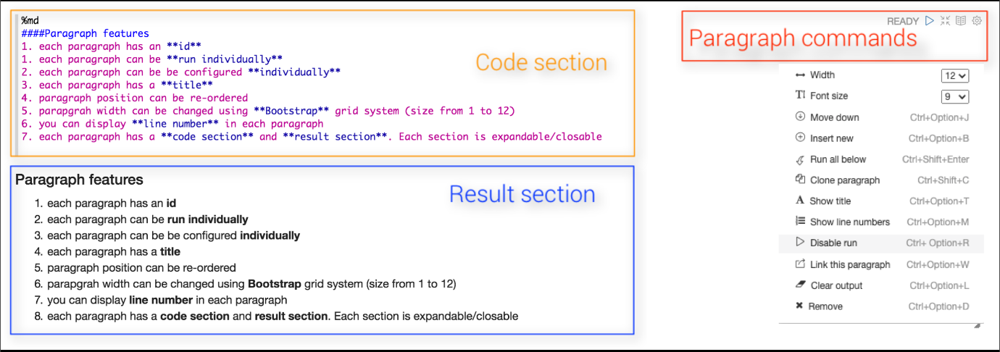 %md
####Paragraph features
1. each paragraph has an **id**
1. each paragraph can be **run individually**
2. each paragraph can be be configured **individually**
3. each paragraph has a **title**
4. paragraph position can be re-ordered
5. parapgrah width can be changed using **Bootstrap** grid system (size from 1 to 12)
6. you can display **line number** in each paragraph
7. each paragraph has a **code section** and **result section**. Each section is expandable/closable
Code section
Paragraph features
1. each paragraph has an id
2. each paragraph can be run individually
3. each paragraph can be be configured individually
4. each paragraph has a title
5. paragraph position can be re-ordered
6. parapgrah width can be changed using Bootstrap grid system (size from 1 to 12)
7. you can display line number in each paragraph
8. each paragraph has a code section and result section. Each section is expandable/closable
Result section
READY
Paragraph commands
Width 12
Font size 9
Move down Ctrl+Option+J
Insert new Ctrl+Option+B
Run all below Ctrl+Shift+Enter
Clone paragraph Ctrl+Shift+C
Show title Ctrl+Option+T
Show line numbers Ctrl+Option+M
Disable run Ctrl+ Option+R
Link this paragraph Ctrl+Option+W
Clear output Ctrl+Option+L
Remove Ctrl+Option+D